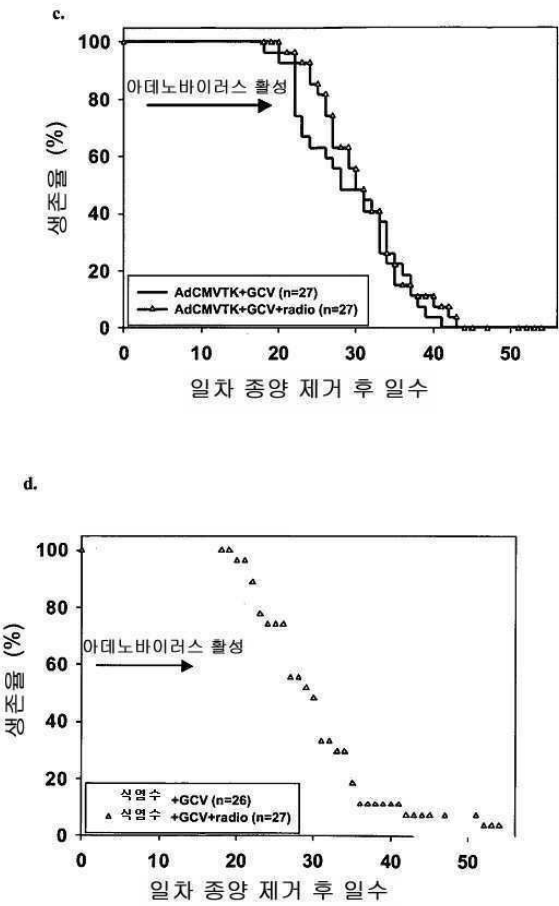 c.
100
80
60
40
20
0
생존율 (%)
아데노바이러스 활성
AdCMVTK+GCV (n=27)
AdCMVTK+GCV+radio (n=27)
0 10 20 30 40 50
일차 종양 제거 후 일수
d.
100
80
60
40
20
0
생존율 (%)
아데노바이러스 활성
식염수 +GCV (n=26)
식염수 +GCV+radio (n=27)
0 10 20 30 40 50
일차 종양 제거 후 일수